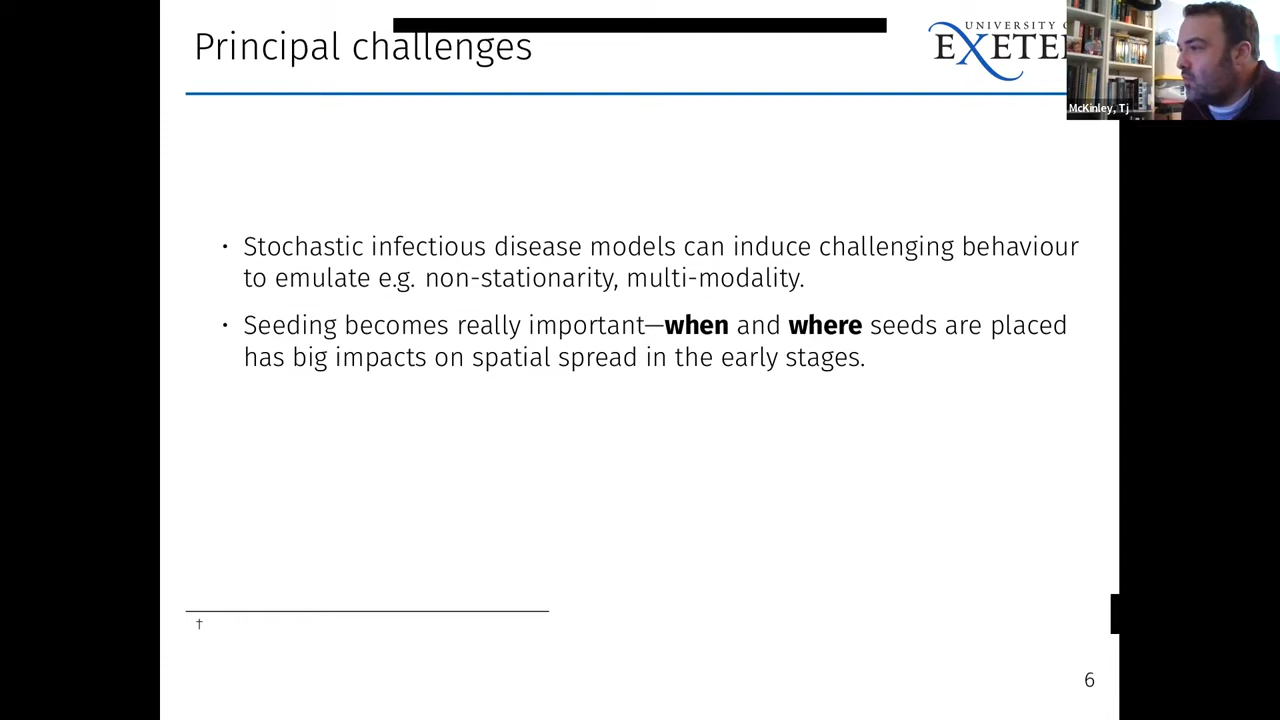 Principal challenges
UNIVERSITY O
EXETE
McKinley, Tj
· Stochastic infectious disease models can induce challenging behaviour
to emulate e.g. non-stationarity, multi-modality.
· Seeding becomes really important—when and where seeds are placed
has big impacts on spatial spread in the early stages.
†
6